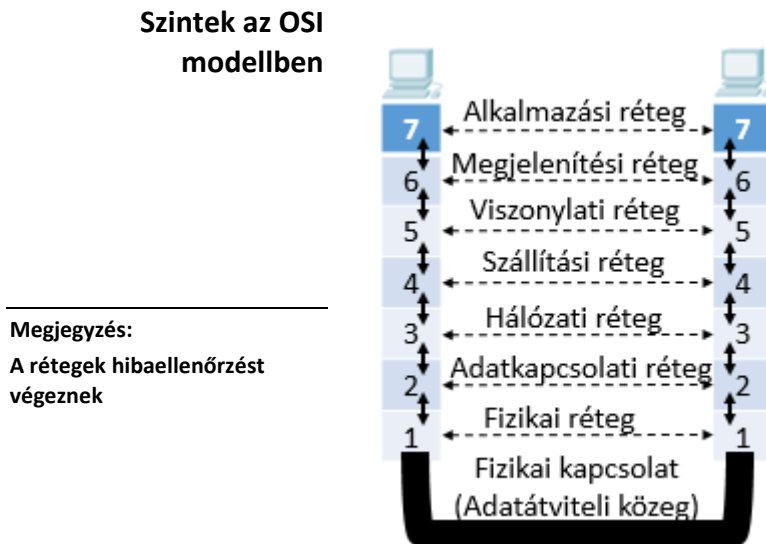 Szintek az OSI
modellben
Megjegyzés:
A rétegek hibaellenőrzést
végeznek
7 Alkalmazási réteg 7
6 Megjelenítési réteg 6
5 Viszonylati réteg 5
4 Szállítási réteg 4
3 Hálózati réteg 3
2 Adatkapcsolati réteg 2
1 Fizikai réteg 1
Fizikai kapcsolat
(Adatátviteli közeg)